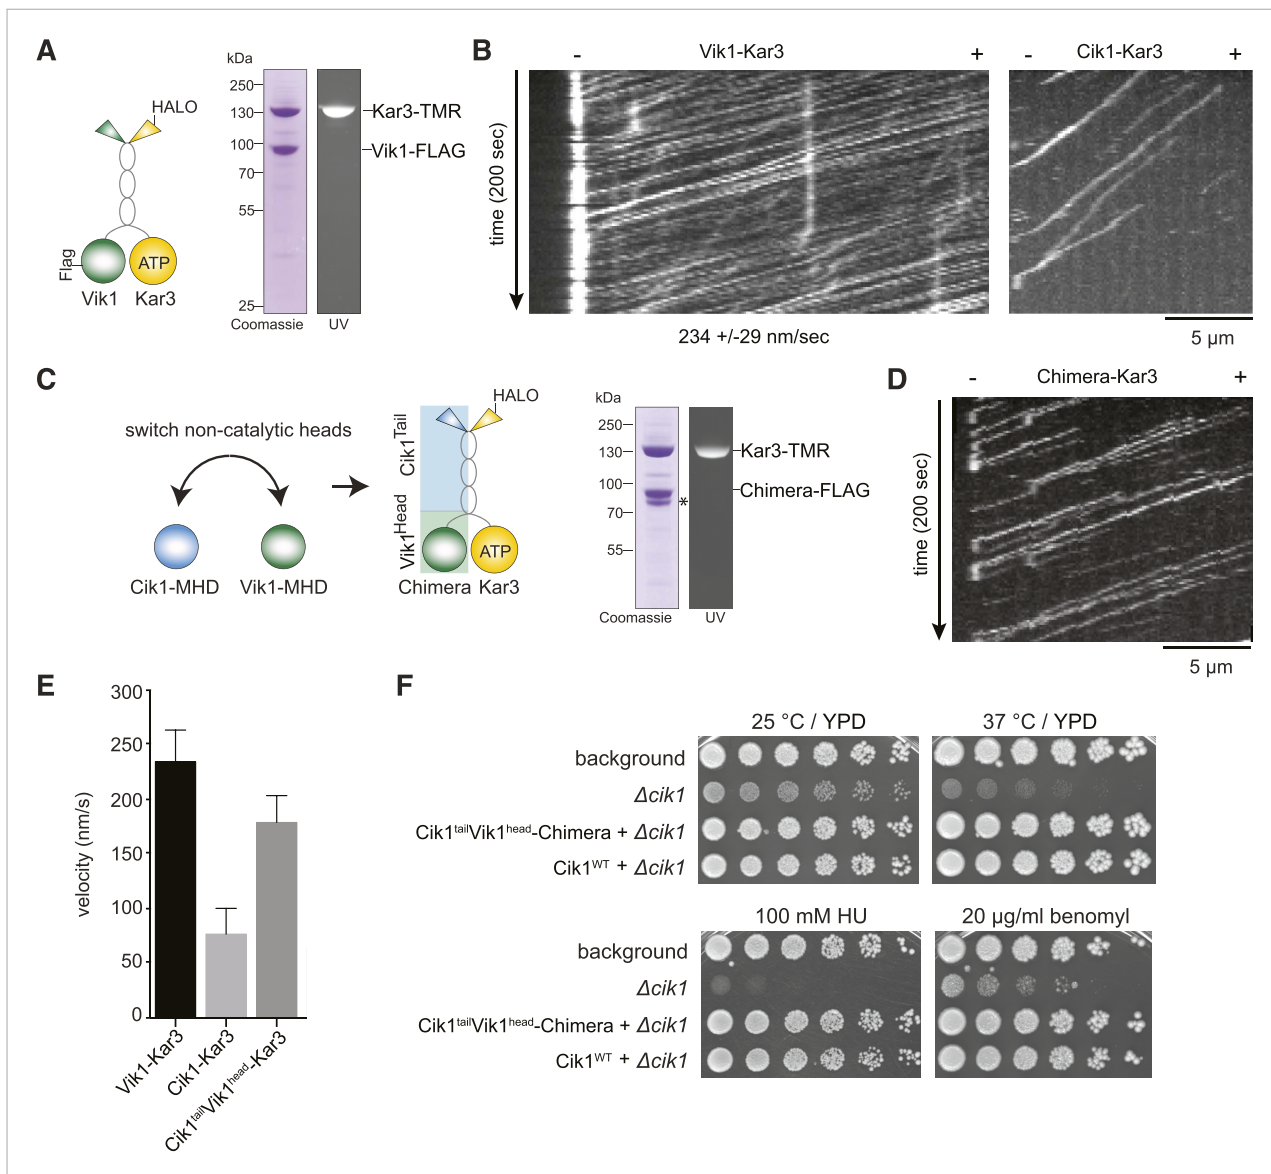 A
HALO
Flag
ATP
Vik1 Kar3
kDa
250
130
100
70
55
25
Kar3-TMR
Vik1-FLAG
Coomassie UV
B
- Vik1-Kar3 +
- Cik1-Kar3 +
time (200 sec)
234 +/-29 nm/sec
5 µm
C
switch non-catalytic heads
Cik1-MHD Vik1-MHD
HALO
Cik1Tail
Vik1Head
ATP
Chimera Kar3
kDa
250
130
100
70
55
Kar3-TMR
Chimera-FLAG
*
Coomassie UV
D
- Chimera-Kar3 +
time (200 sec)
5 µm
E
velocity (nm/s)
300
250
200
150
100
50
0
Vik1-Kar3
Cik1-Kar3
Cik1tailVik1head-Kar3
F
25 °C / YPD
37 °C / YPD
background
Δcik1
Cik1tailVik1head-Chimera + Δcik1
Cik1WT + Δcik1
100 mM HU
20 µg/ml benomyl
background
Δcik1
Cik1tailVik1head-Chimera + Δcik1
Cik1WT + Δcik1